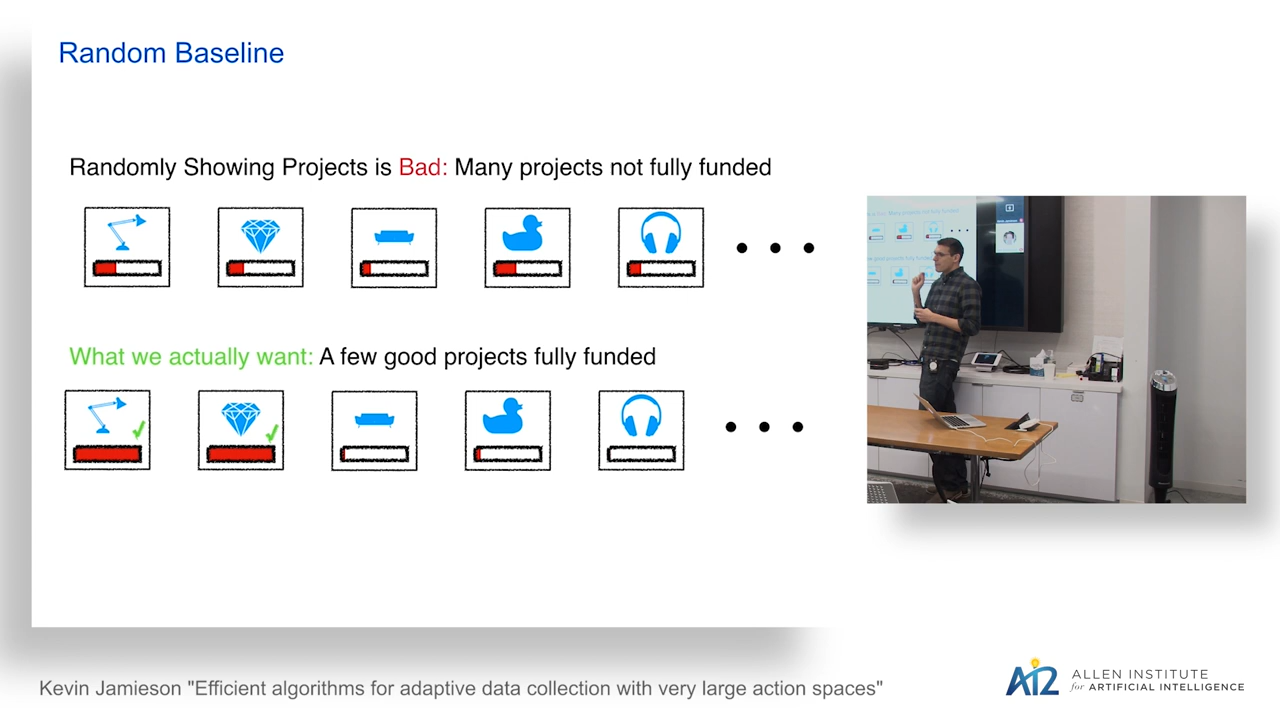 Random Baseline
Randomly Showing Projects is Bad: Many projects not fully funded
What we actually want: A few good projects fully funded
Kevin Jamieson "Efficient algorithms for adaptive data collection with very large action spaces"
AI2
ALLEN INSTITUTE
for ARTIFICIAL INTELLIGENCE